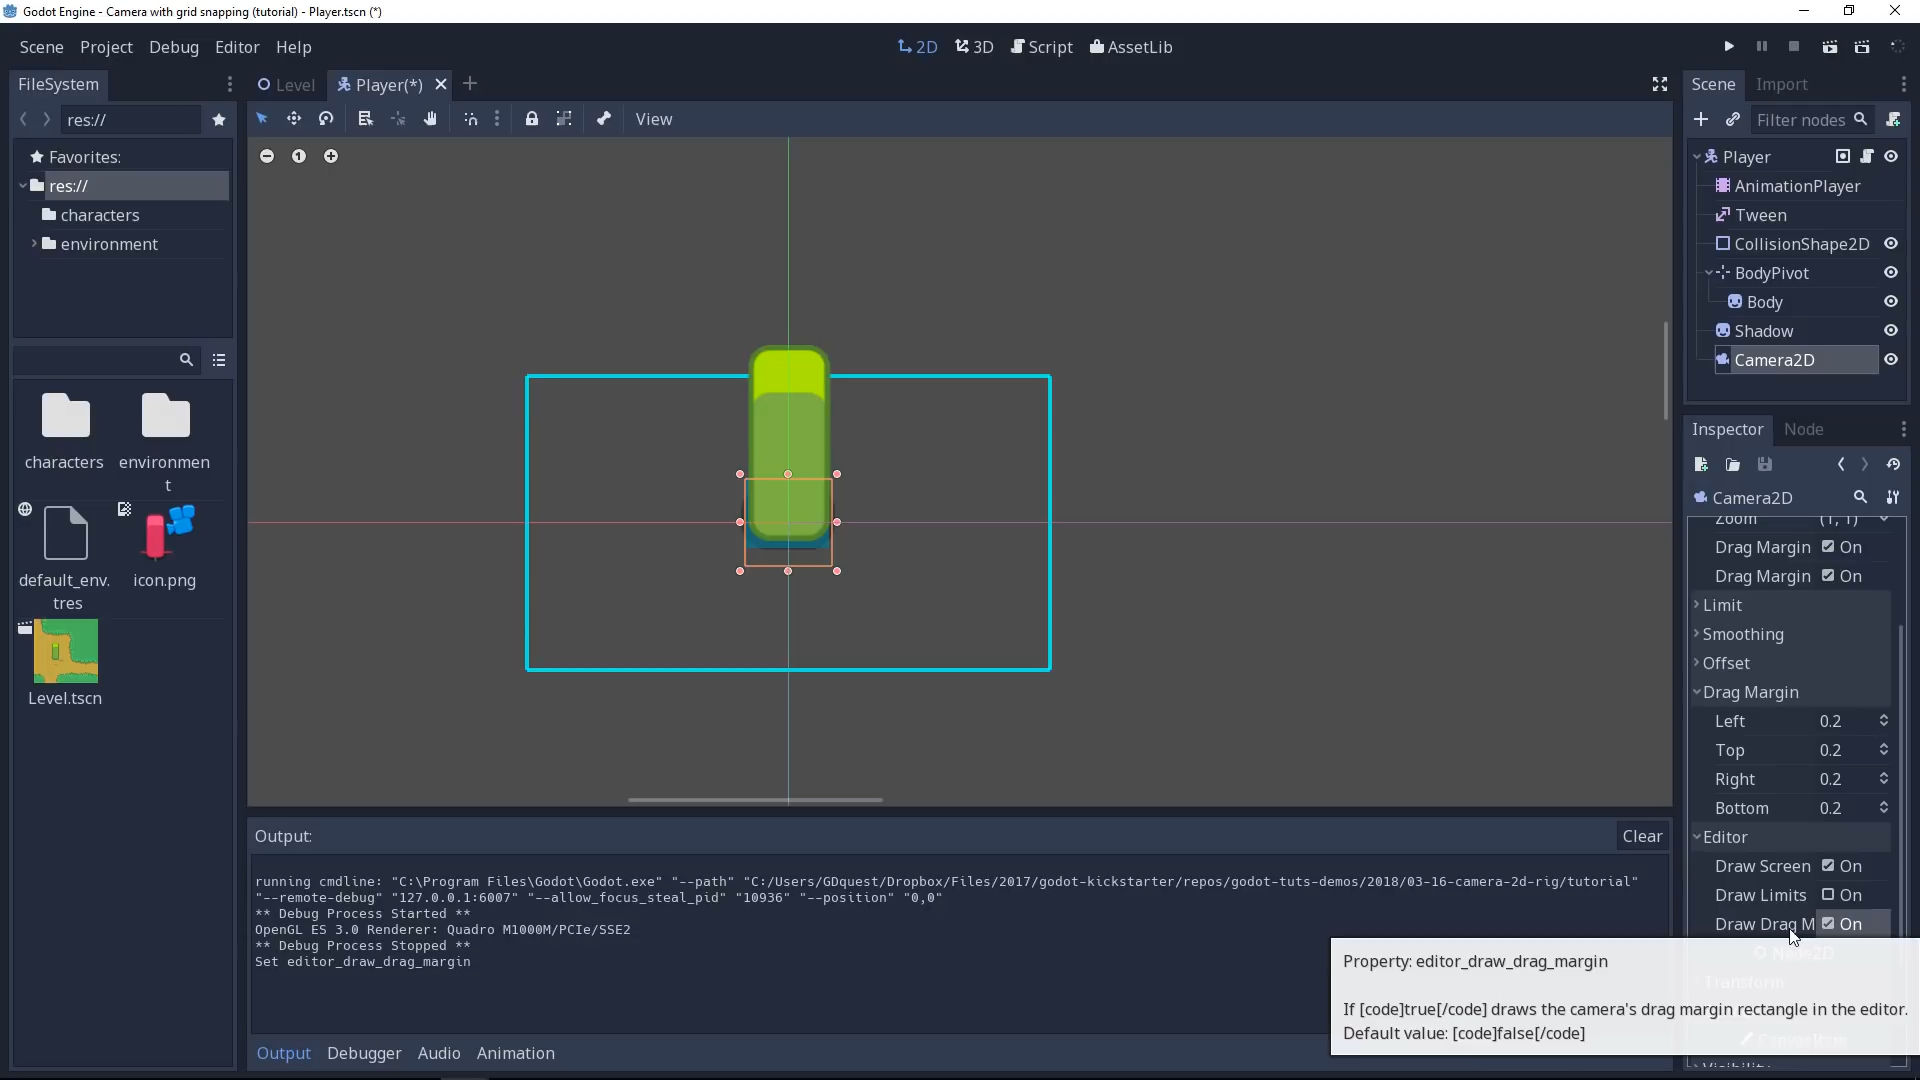 Godot Engine - Camera with grid snapping (tutorial) - Player.tscn (*)
Scene Project Debug Editor Help
2D 3D Script AssetLib
FileSystem
Level Player(*)
Scene Import
res://
View
Filter nodes
Favorites:
res://
characters
environment
1
Player
AnimationPlayer
Tween
CollisionShape2D
BodyPivot
Body
Shadow
Camera2D
characters
environmen
t
default_env.
tres
icon.png
Level.tscn
Inspector Node
Camera2D
Zoom (1, 1)
Drag Margin On
Drag Margin On
Limit
Smoothing
Offset
Drag Margin
Left 0.2
Top 0.2
Right 0.2
Bottom 0.2
Editor
Draw Screen On
Draw Limits On
Draw Drag M On
Node2D
Transform
Visibility
Output:
Clear
running cmdline: "C:\Program Files\Godot\Godot.exe" "--path" "C:/Users/GDquest/Dropbox/Files/2017/godot-kickstarter/repos/godot-tuts-demos/2018/03-16-camera-2d-rig/tutorial"
"--remote-debug" "127.0.0.1:6007" "--allow_focus_steal_pid" "10936" "--position" "0,0"
** Debug Process Started **
OpenGL ES 3.0 Renderer: Quadro M1000M/PCIe/SSE2
** Debug Process Stopped **
Set editor_draw_drag_margin
Property: editor_draw_drag_margin
If [code]true[/code] draws the camera's drag margin rectangle in the editor.
Default value: [code]false[/code]
Output Debugger Audio Animation